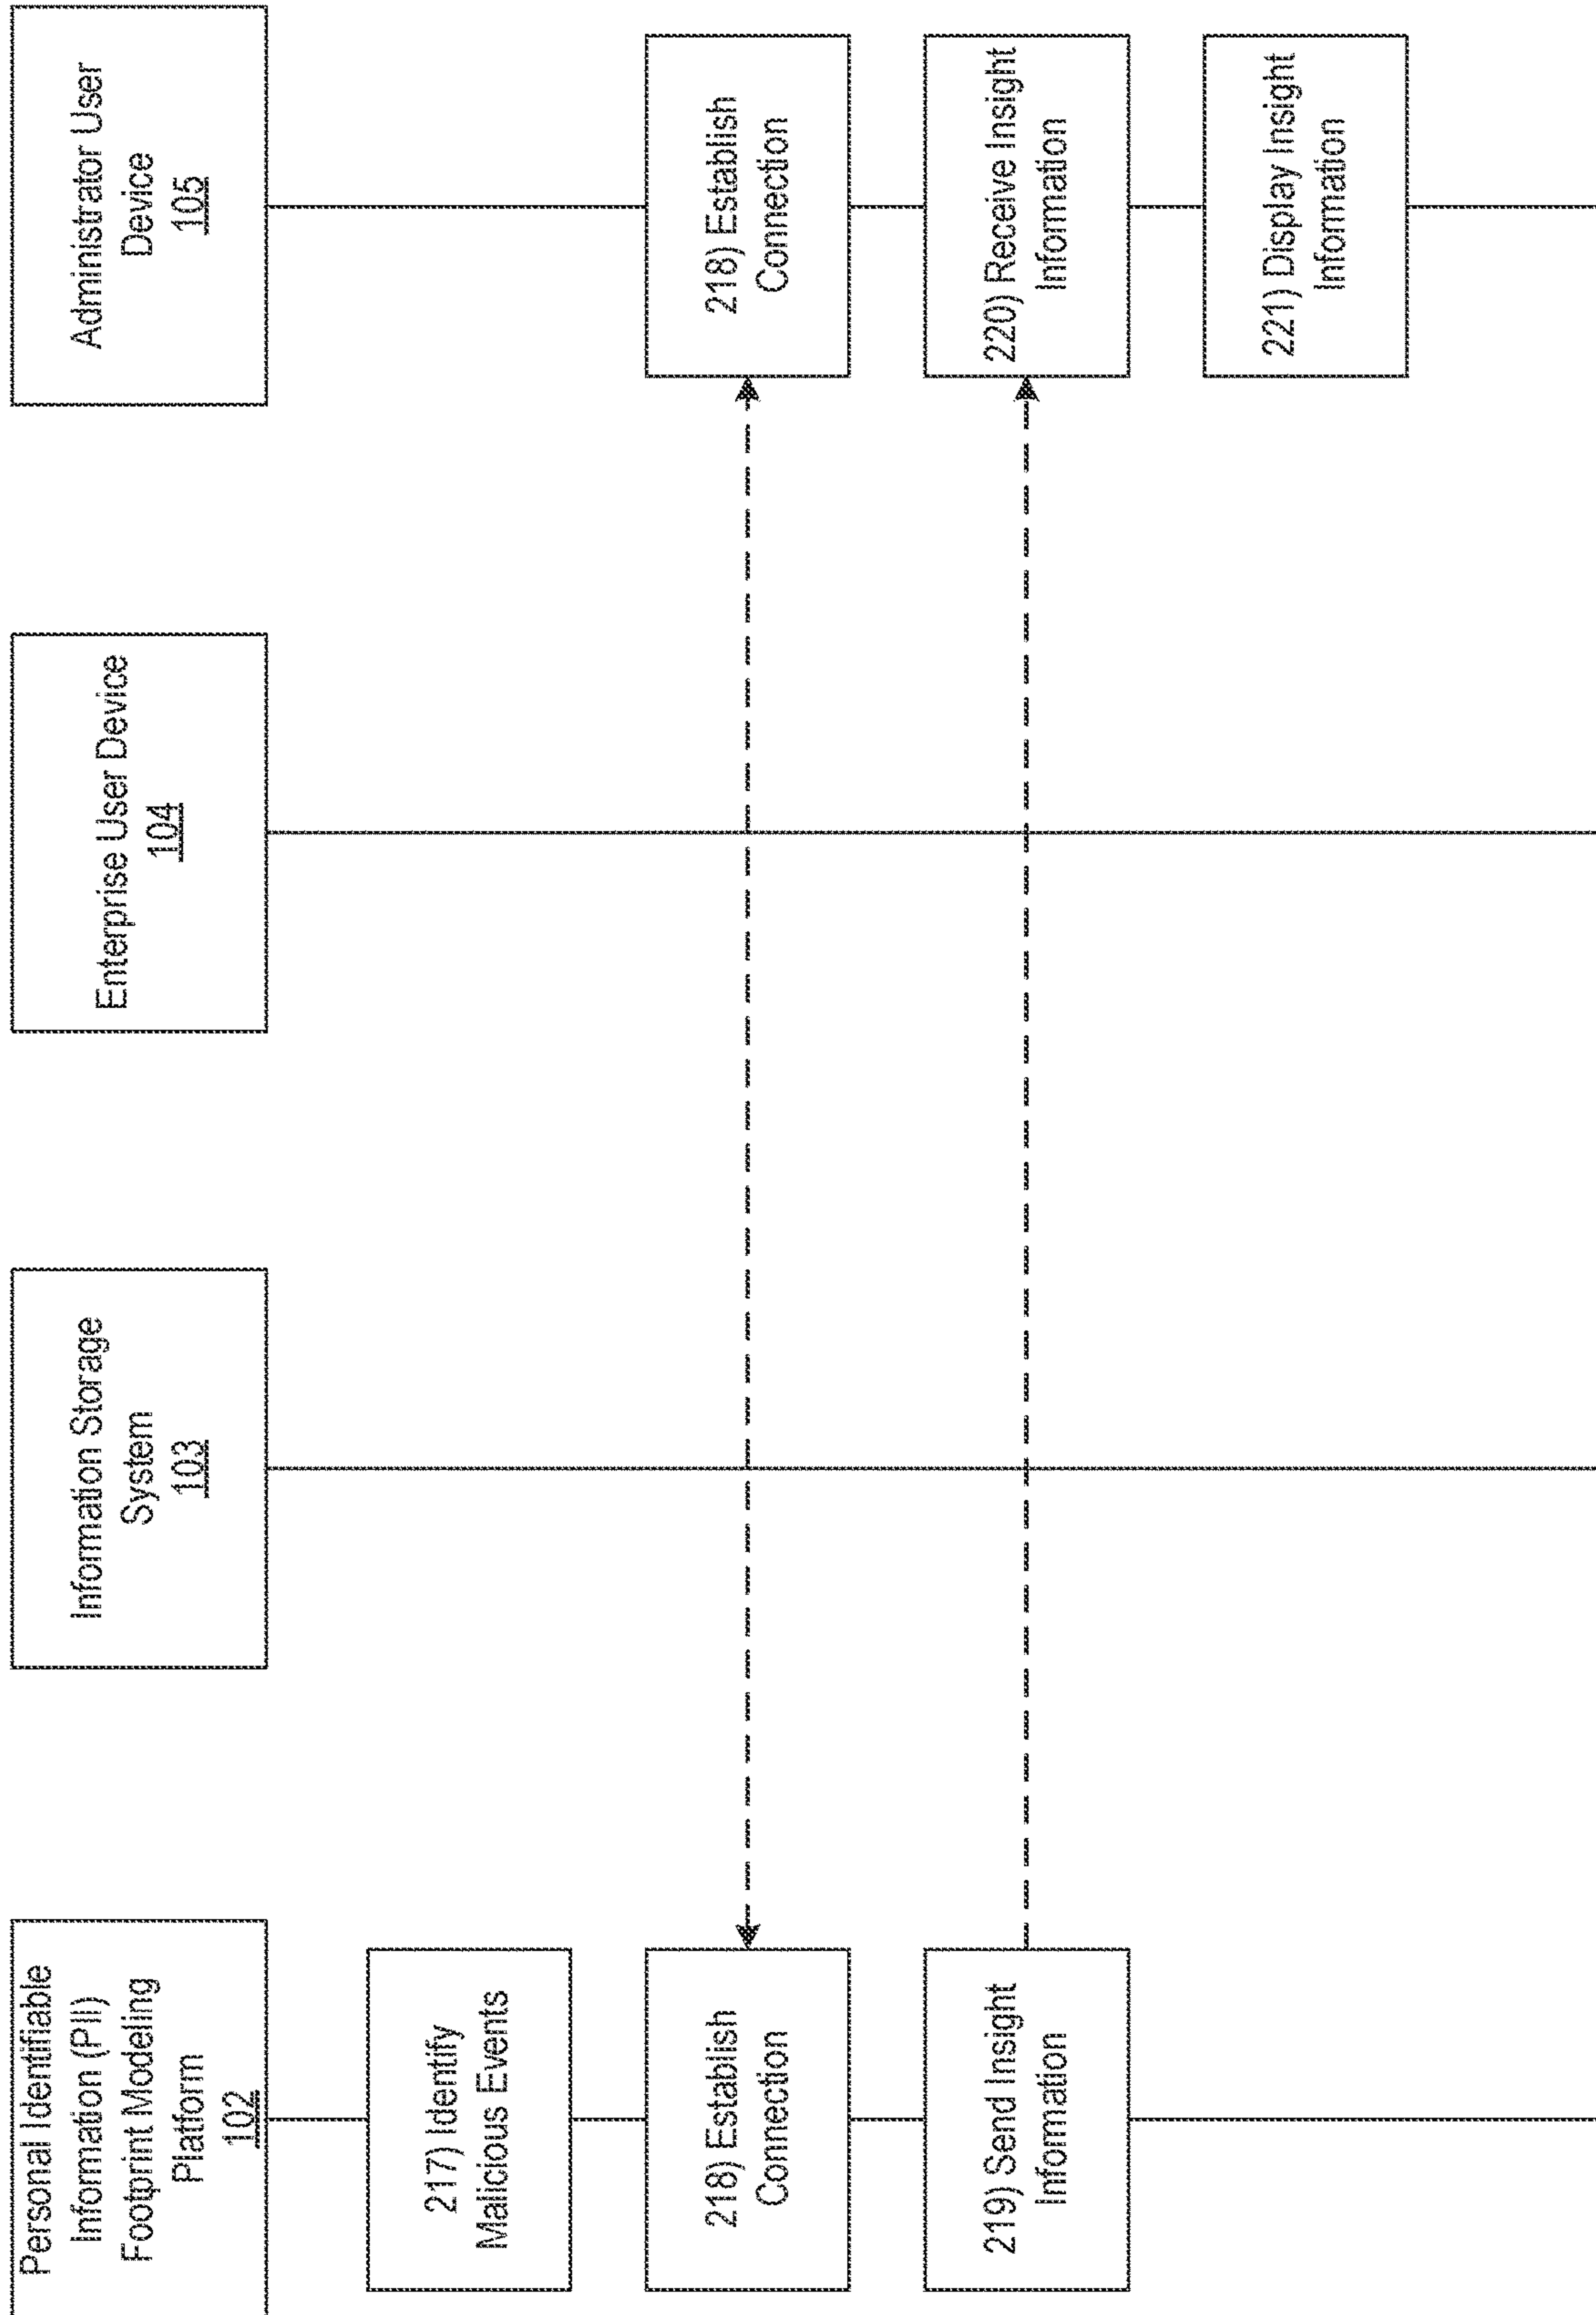 Personal Identifiable
Information (PII)
Footprint Modeling
Platform
102
Information Storage
System
103
Enterprise User Device
104
Administrator User
Device
105
217) Identify
Malicious Events
218) Establish
Connection
218) Establish
Connection
219) Send Insight
Information
220) Receive Insight
Information
221) Display Insight
Information